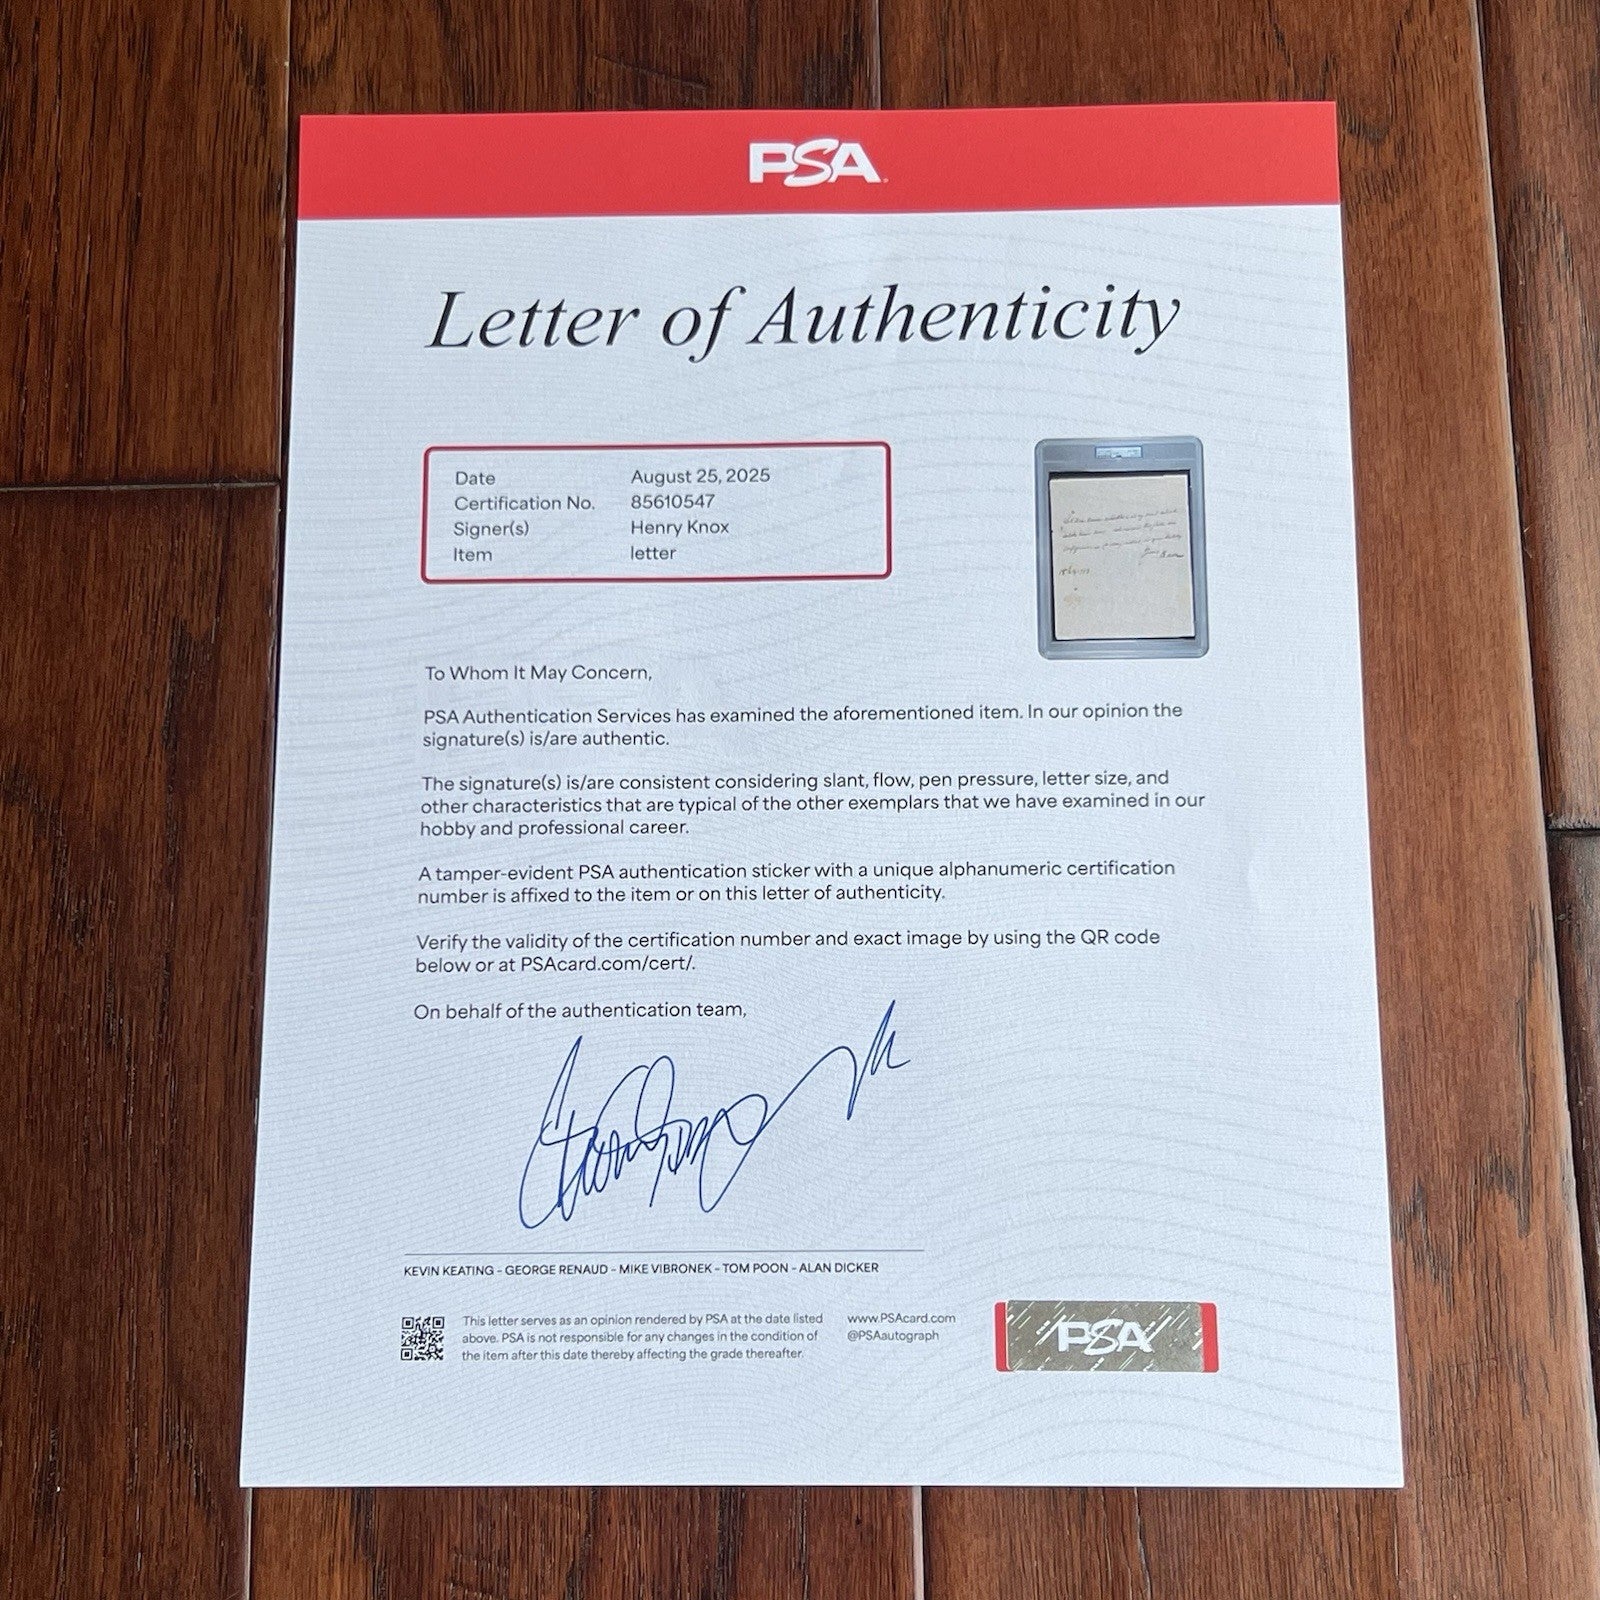 PSA
Letter of Authenticity
Date August 25, 2025
Certification No. 85610547
Signer(s) Henry Knox
Item letter
To Whom It May Concern,
PSA Authentication Services has examined the aforementioned item. In our opinion the
signature(s) is/are authentic.
The signature(s) is/are consistent considering slant, flow, pen pressure, letter size, and
other characteristics that are typical of the other exemplars that we have examined in our
hobby and professional career.
A tamper-evident PSA authentication sticker with a unique alphanumeric certification
number is affixed to the item or on this letter of authenticity.
Verify the validity of the certification number and exact image by using the QR code
below or at PSAcard.com/cert/.
On behalf of the authentication team,
KEVIN KEATING - GEORGE RENAUD - MIKE VIBRONEK - TOM POON - ALAN DICKER
This letter serves as an opinion rendered by PSA at the date listed
above. PSA is not responsible for any changes in the condition of
the item after this date thereby affecting the grade thereafter.
www.PSAcard.com
@PSAautograph
PSA